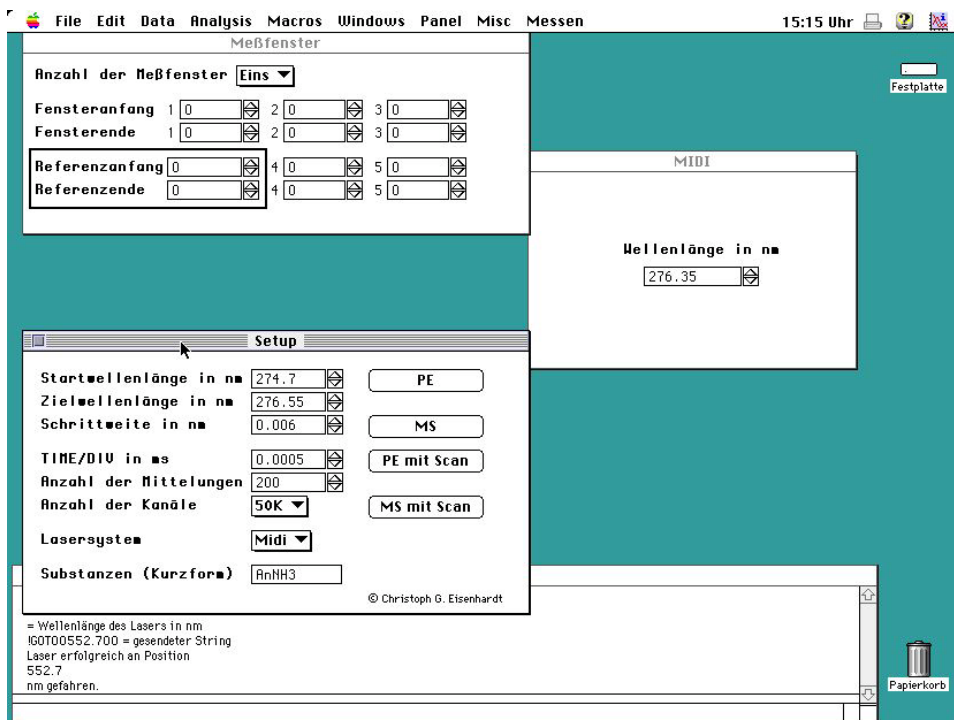 File Edit Data Analysis Macros Windows Panel Misc Messen 15:15 Uhr
Meßfenster
Anzahl der Meßfenster Eins
Fensteranfang 1 0 2 0 3 0
Fensterende 1 0 2 0 3 0
Referenzanfang 0 4 0 5 0
Referenzende 0 4 0 5 0
Festplatte
MIDI
Wellenlänge in nm
276.35
Setup
Startwellenlänge in nm 274.7 PE
Zielwellenlänge in nm 276.55
Schrittweite in nm 0.006 MS
TIME/DIV in ms 0.0005 PE mit Scan
Anzahl der Mittelungen 200
Anzahl der Kanäle 50K MS mit Scan
Lasersystem Midi
Substanzen (Kurzform) AnNH3
© Christoph G. Eisenhardt
= Wellenlänge des Lasers in nm
!GOTO0552.700 = gesendeter String
Laser erfolgreich an Position
552.7
nm gefahren.
Papierkorb